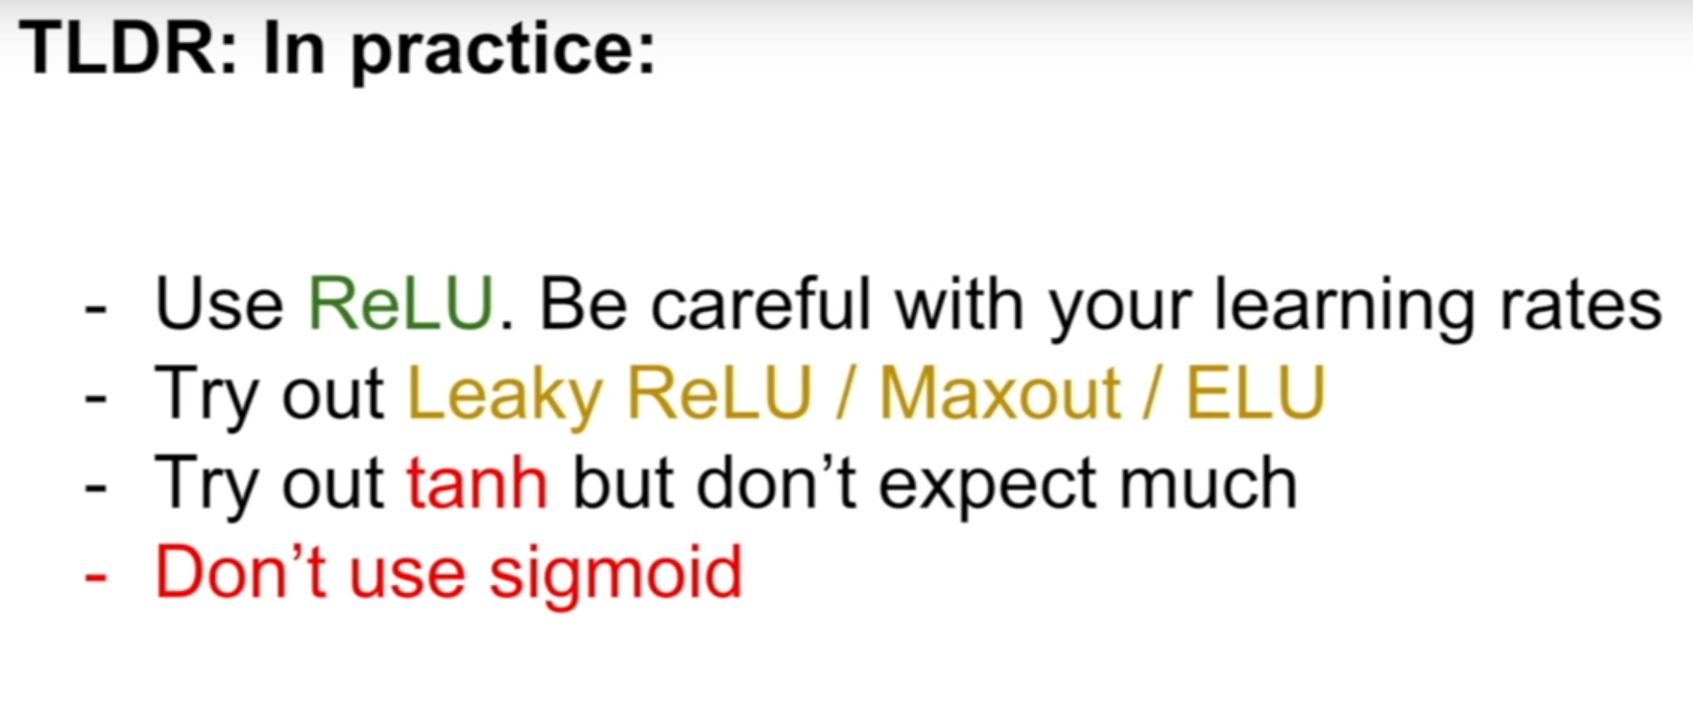 TLDR: In practice:
- Use ReLU. Be careful with your learning rates
- Try out Leaky ReLU / Maxout / ELU
- Try out tanh but don’t expect much
- Don’t use sigmoid